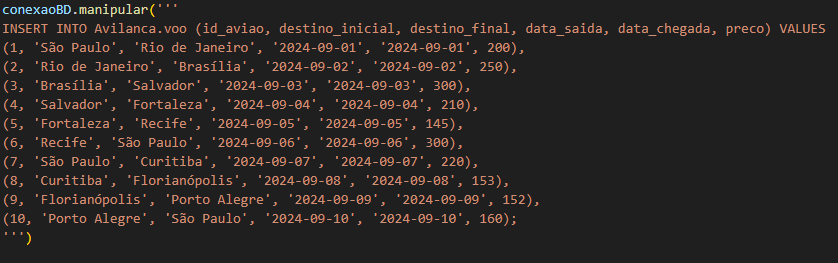 conexaoBD.manipular('''
INSERT INTO Avilanca.voo (id_aviao, destino_inicial, destino_final, data_saida, data_chegada, preco) VALUES
(1, 'São Paulo', 'Rio de Janeiro', '2024-09-01', '2024-09-01', 200),
(2, 'Rio de Janeiro', 'Brasília', '2024-09-02', '2024-09-02', 250),
(3, 'Brasília', 'Salvador', '2024-09-03', '2024-09-03', 300),
(4, 'Salvador', 'Fortaleza', '2024-09-04', '2024-09-04', 210),
(5, 'Fortaleza', 'Recife', '2024-09-05', '2024-09-05', 145),
(6, 'Recife', 'São Paulo', '2024-09-06', '2024-09-06', 300),
(7, 'São Paulo', 'Curitiba', '2024-09-07', '2024-09-07', 220),
(8, 'Curitiba', 'Florianópolis', '2024-09-08', '2024-09-08', 153),
(9, 'Florianópolis', 'Porto Alegre', '2024-09-09', '2024-09-09', 152),
(10, 'Porto Alegre', 'São Paulo', '2024-09-10', '2024-09-10', 160);
''')